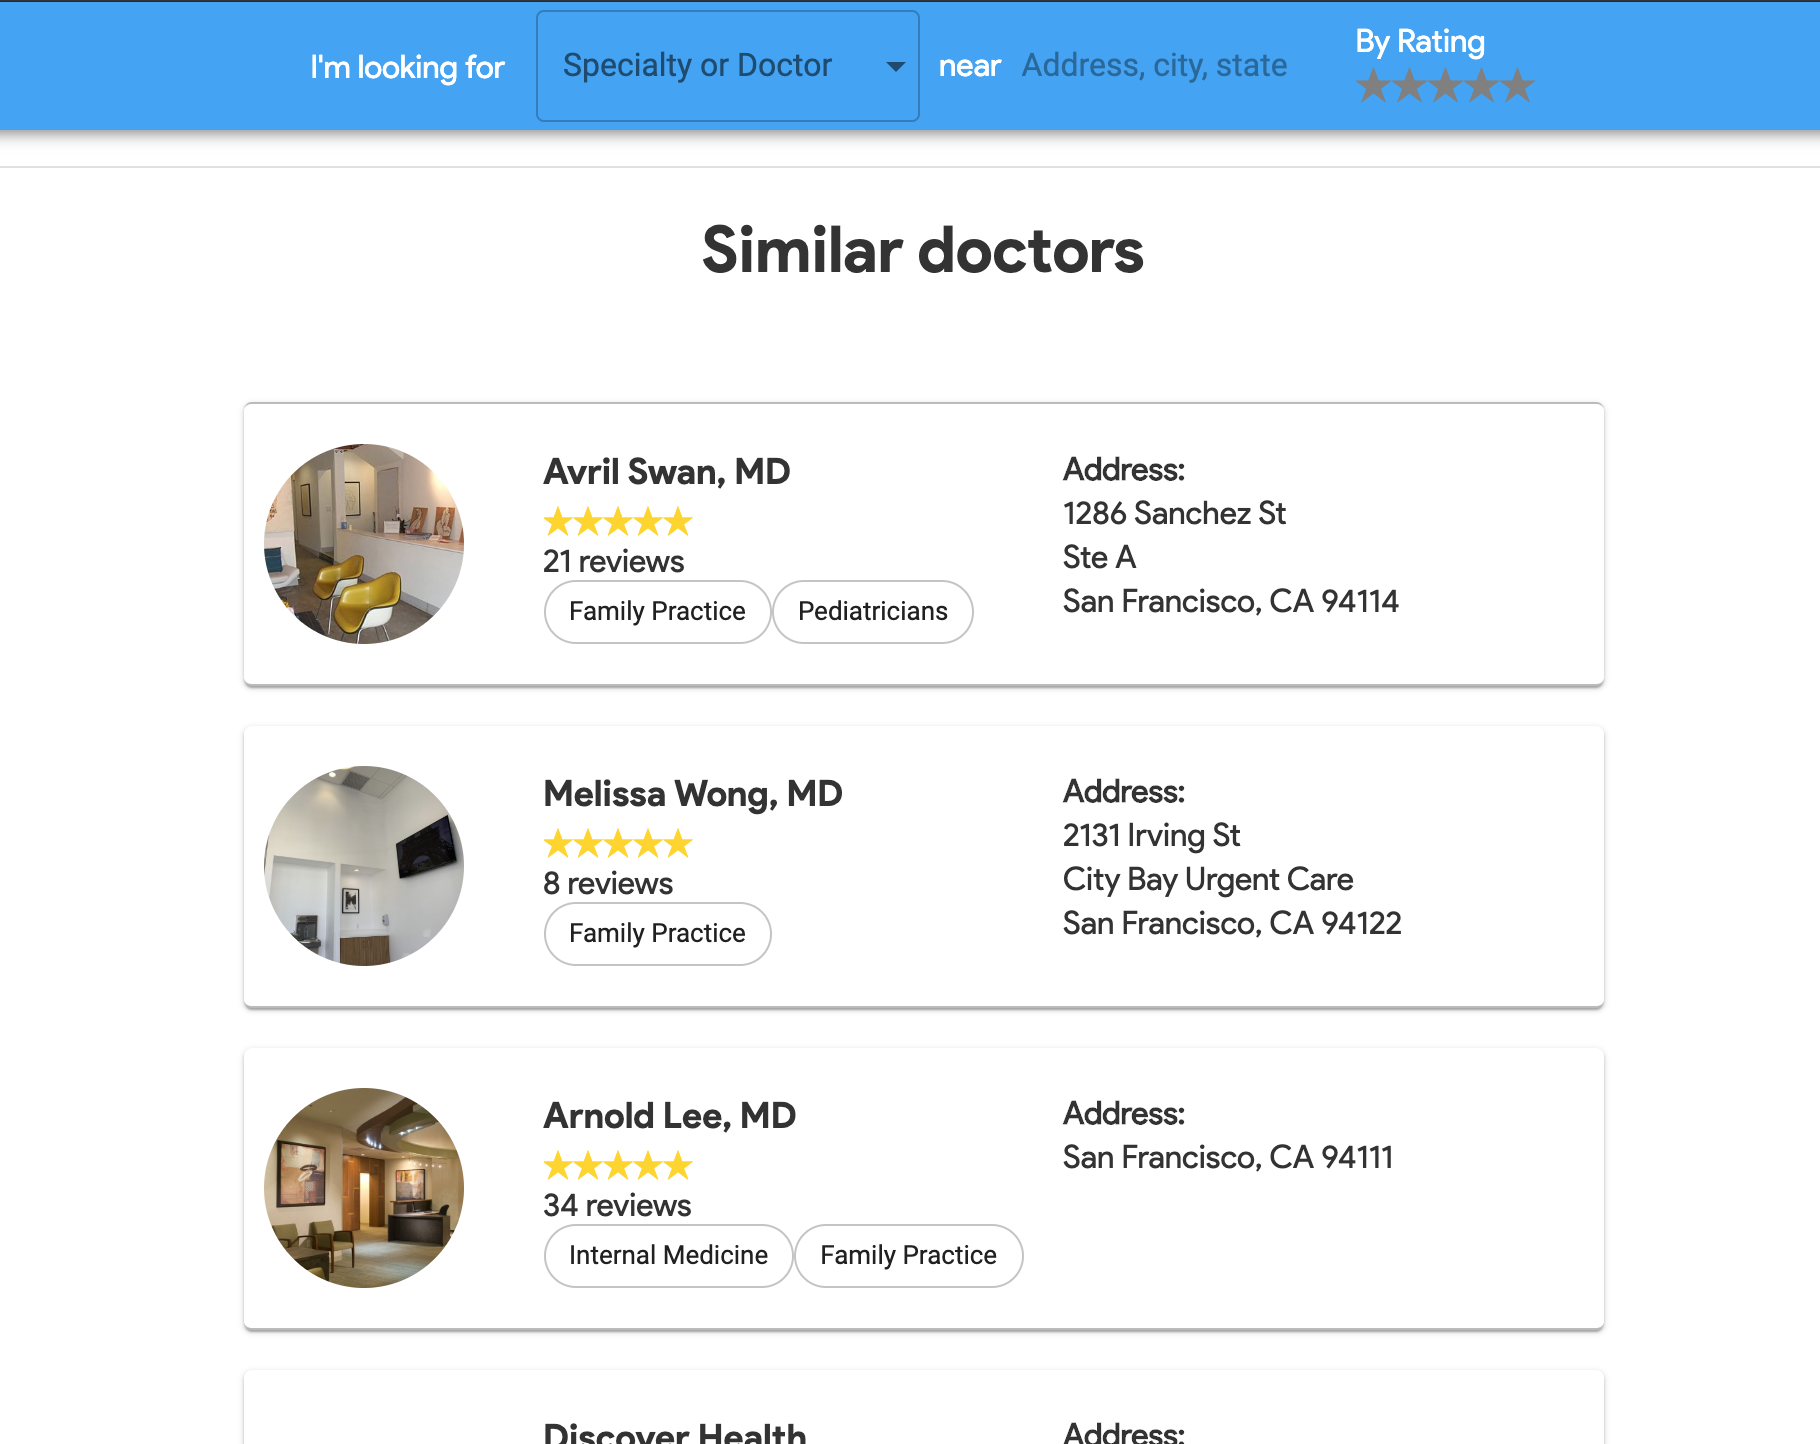 I'm looking for
Specialty or Doctor
near
Address, city, state
By Rating
Similar doctors
Avril Swan, MD
21 reviews
Family Practice
Pediatricians
Address:
1286 Sanchez St
Ste A
San Francisco, CA 94114
Melissa Wong, MD
8 reviews
Family Practice
Address:
2131 Irving St
City Bay Urgent Care
San Francisco, CA 94122
Arnold Lee, MD
34 reviews
Internal Medicine
Family Practice
Address:
San Francisco, CA 94111
Discover Health
Address: